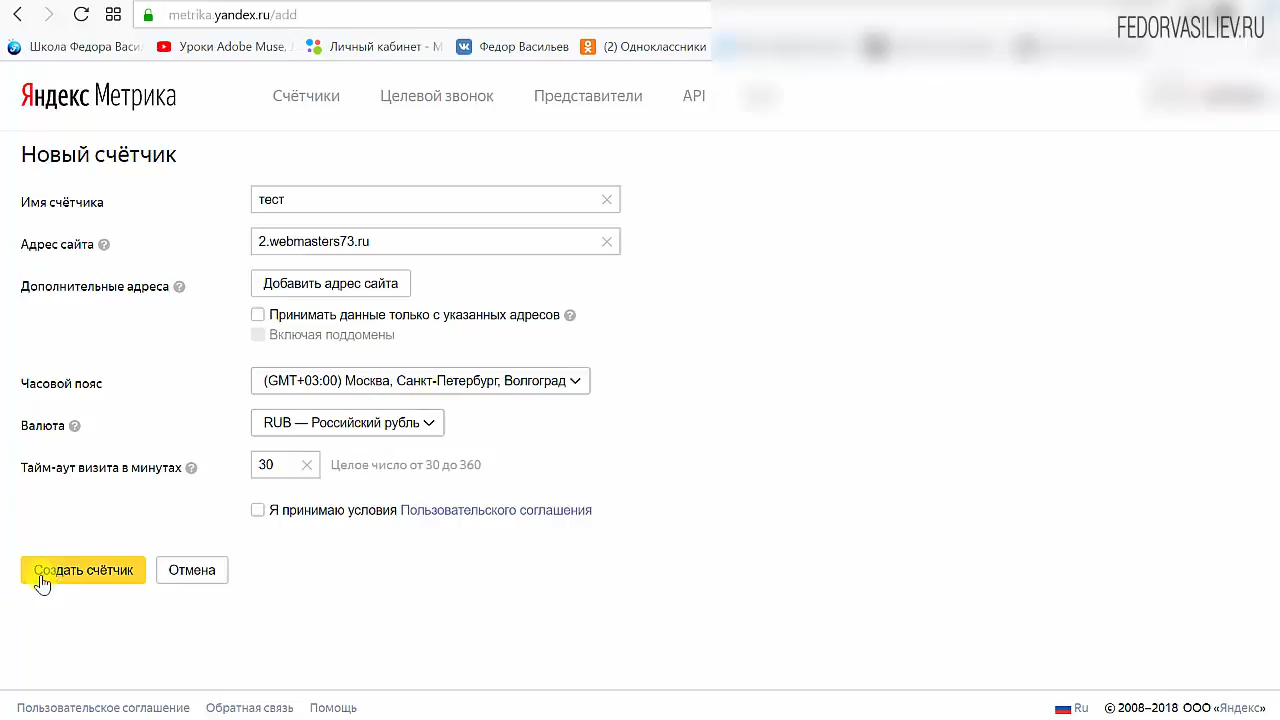 metrika.yandex.ru/add
FEDORVASILIEV.RU
Школа Федора Васи
Уроки Adobe Muse,
Личный кабинет - М
Федор Васильев
(2) Одноклассники
Яндекс Метрика
Счётчики
Целевой звонок
Представители
API
Новый счётчик
Имя счётчика
тест
Адрес сайта
2.webmasters73.ru
Дополнительные адреса
Добавить адрес сайта
Принимать данные только с указанных адресов
Включая поддомены
Часовой пояс
(GMT+03:00) Москва, Санкт-Петербург, Волгоград
Валюта
RUB — Российский рубль
Тайм-аут визита в минутах
30
Целое число от 30 до 360
Я принимаю условия Пользовательского соглашения
Создать счётчик
Отмена
Пользовательское соглашение
Обратная связь
Помощь
Ru
© 2008–2018 ООО «Яндекс»